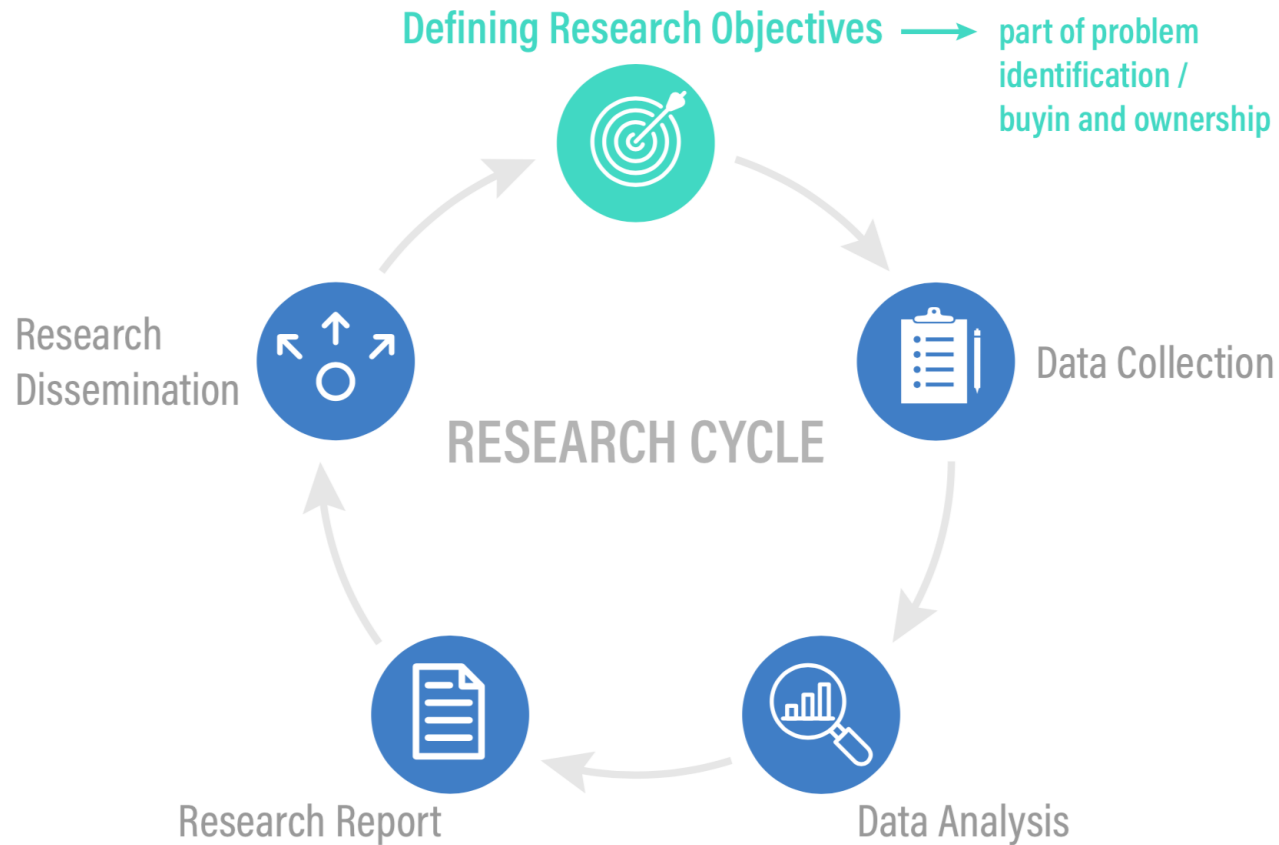 Defining Research Objectives
part of problem
identification /
buyin and ownership
Research
Dissemination
Data Collection
RESEARCH CYCLE
Research Report
Data Analysis